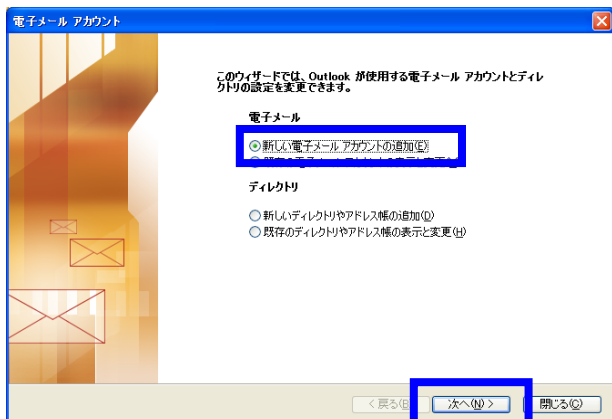 電子メール アカウント
このウィザードでは、Outlook が使用する電子メール アカウントとディレ
クトリの設定を変更できます。
電子メール
新しい電子メール アカウントの追加(E)
ディレクトリ
新しいディレクトリやアドレス帳の追加(D)
既存のディレクトリやアドレス帳の表示と変更(H)
< 戻る(B 次へ(N) > 閉じる(C)